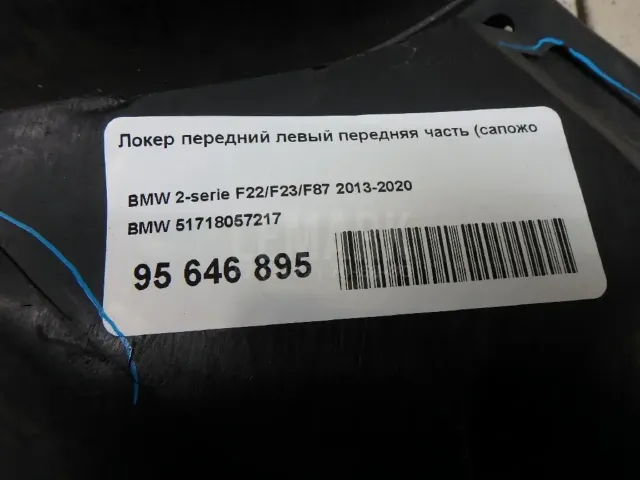 Локер передний левый передняя часть (сапожо
BMW 2-serie F22/F23/F87 2013-2020
BMW 51718057217
95 646 895